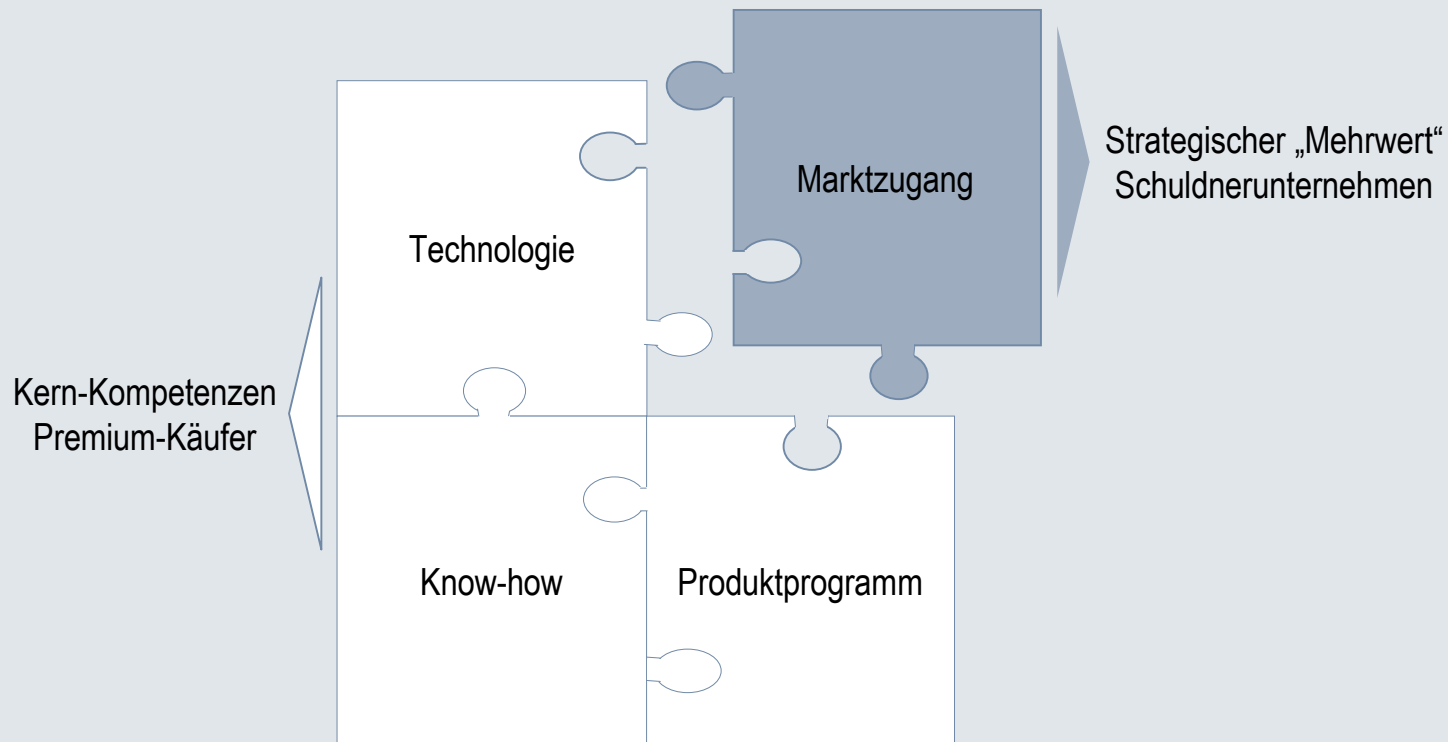 Strategischer „Mehrwert“
Schuldnerunternehmen
Marktzugang
Technologie
Kern-Kompetenzen
Premium-Käufer
Know-how
Produktprogramm